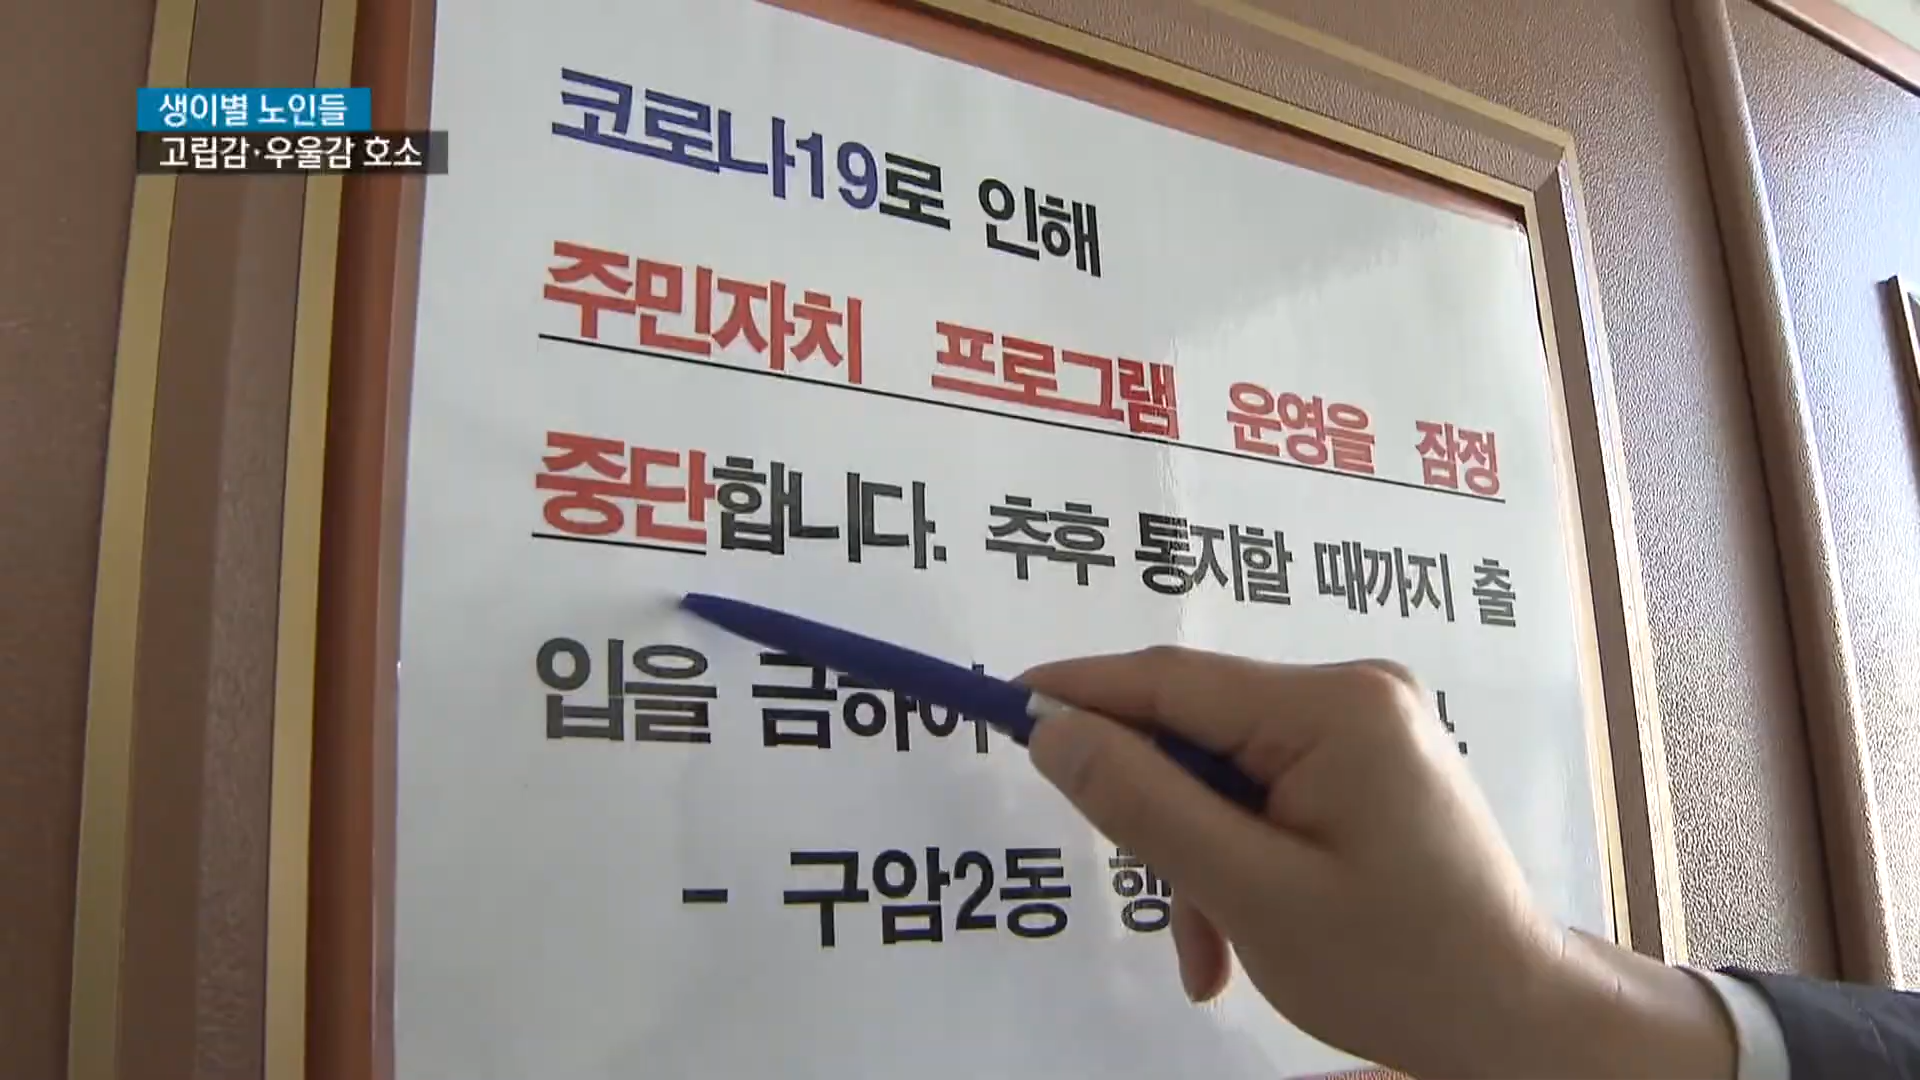 생이별 노인들
고립감·우울감 호소
코로나19로 인해
주민자치 프로그램 운영을 잠정
중단합니다. 추후 통지할 때까지 출
입을 금하여
- 구암2동